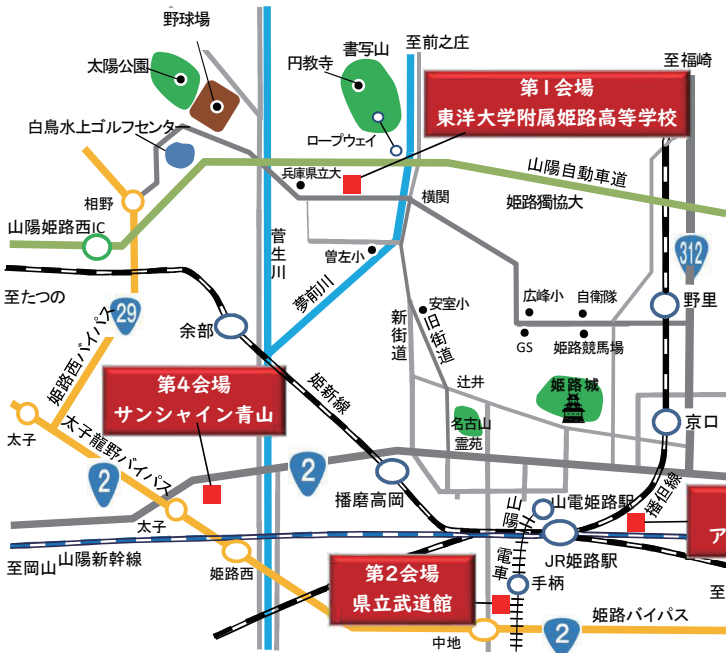 野球場
書写山
至前之庄
至福崎
太陽公園
円教寺
第1会場
東洋大学附属姫路高等学校
白鳥水上ゴルフセンター
ロープウェイ
兵庫県立大
山陽自動車道
相野
横関
姫路獨協大
山陽姫路西IC
菅生川
曽左小
312
至たつの
夢前川
29
余部
新街道
安室小
旧街道
広峰小
自衛隊
野里
GS
姫路競馬場
姫路西バイパス
第4会場
サンシャイン青山
姫新線
辻井
姫路城
太子
太子龍野バイパス
名古山
霊苑
京口
2
2
播磨高岡
山陽電車
山電姫路駅
播但線
ア
太子
至岡山
山陽新幹線
姫路西
JR姫路駅
第2会場
県立武道館
手柄
至
姫路バイパス
中地
2